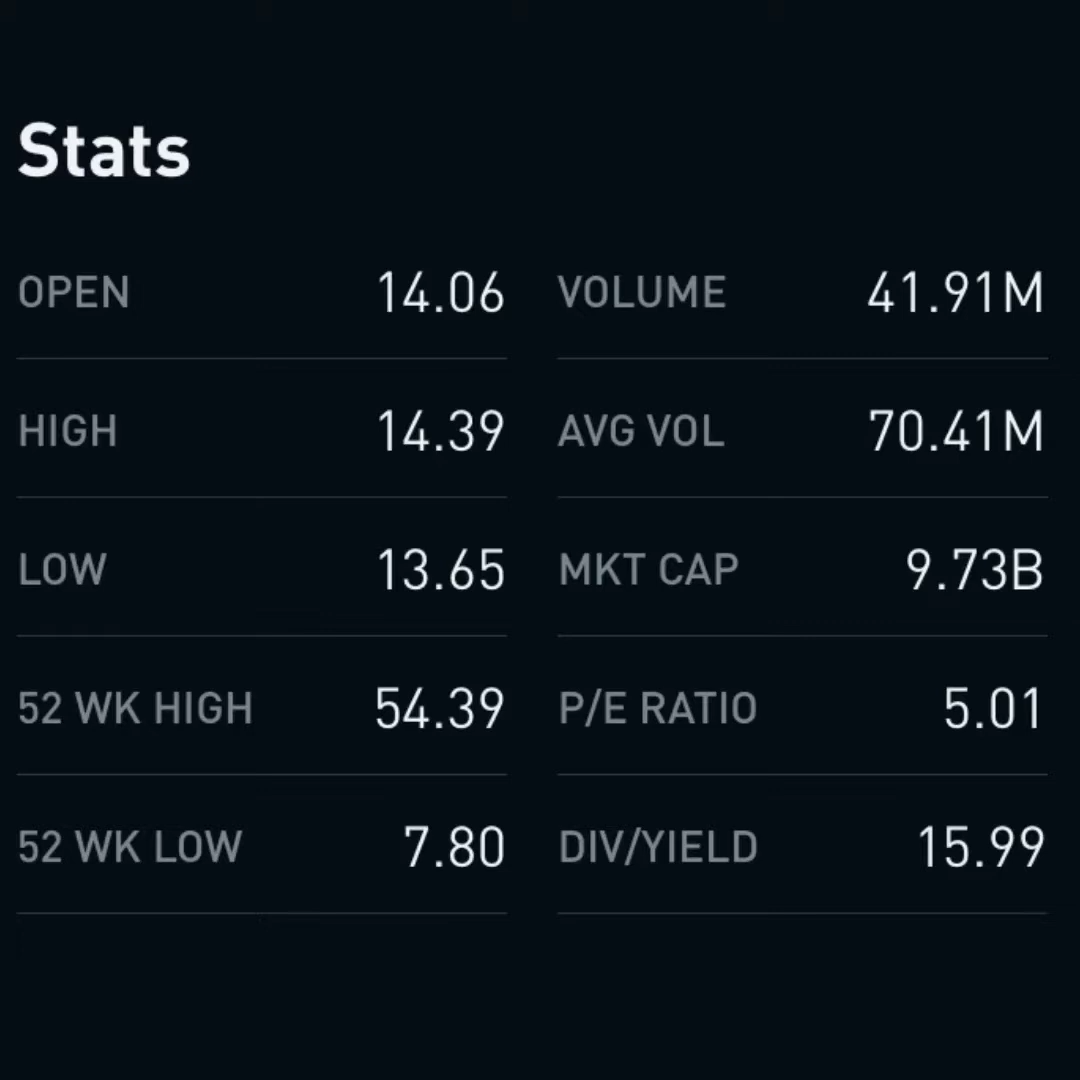 Stats
OPEN 14.06 VOLUME 41.91M
HIGH 14.39 AVG VOL 70.41M
LOW 13.65 MKT CAP 9.73B
52 WK HIGH 54.39 P/E RATIO 5.01
52 WK LOW 7.80 DIV/YIELD 15.99